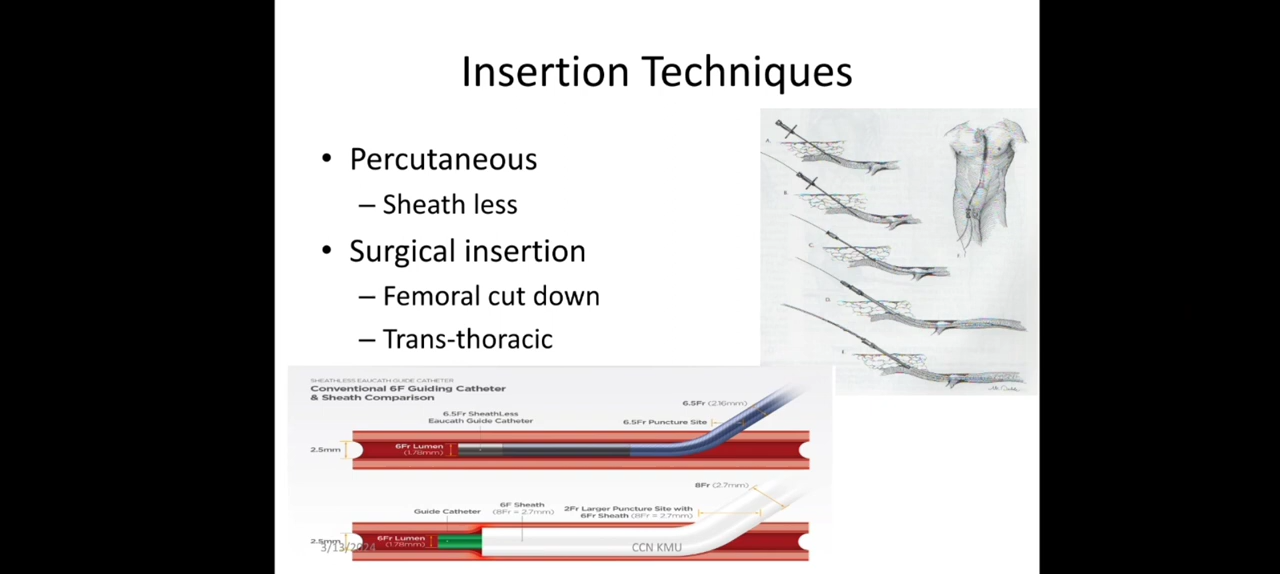 Insertion Techniques
• Percutaneous
– Sheath less
• Surgical insertion
– Femoral cut down
– Trans-thoracic
A.
B.
C.
D.
SHEATHLESS EAUCATH GUIDE CATHETER
Conventional 6F Guiding Catheter
& Sheath Comparison
6.5Fr (2.16mm)
6.5Fr SheathLess
Eaucath Guide Catheter
6.5Fr Puncture Site
2.5mm
6Fr Lumen
(1.78mm)
8Fr (2.7mm)
Guide Catheter
6F Sheath
(8Fr = 2.7mm)
2Fr Larger Puncture Site with
6Fr Sheath (8Fr = 2.7mm)
2.5mm
6Fr Lumen
(1.78mm)
3/13/2024
CCN KMU